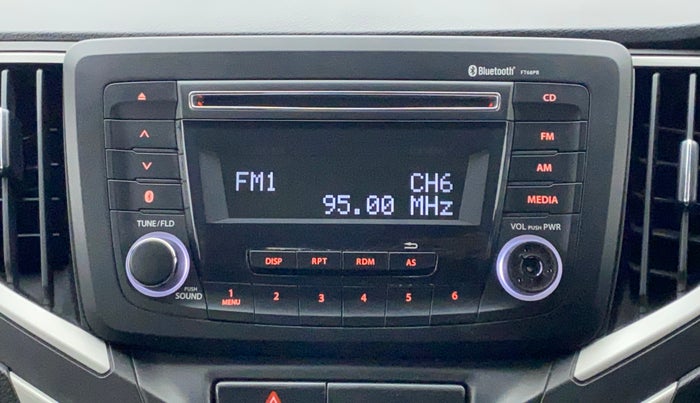 Bluetooth®
FT68PR
CD
FM
AM
MEDIA
FM1 CH6
95.00 MHz
TUNE/FLD
PUSH
SOUND
VOL PUSH PWR
DISP RPT RDM AS
1 2 3 4 5 6
MENU